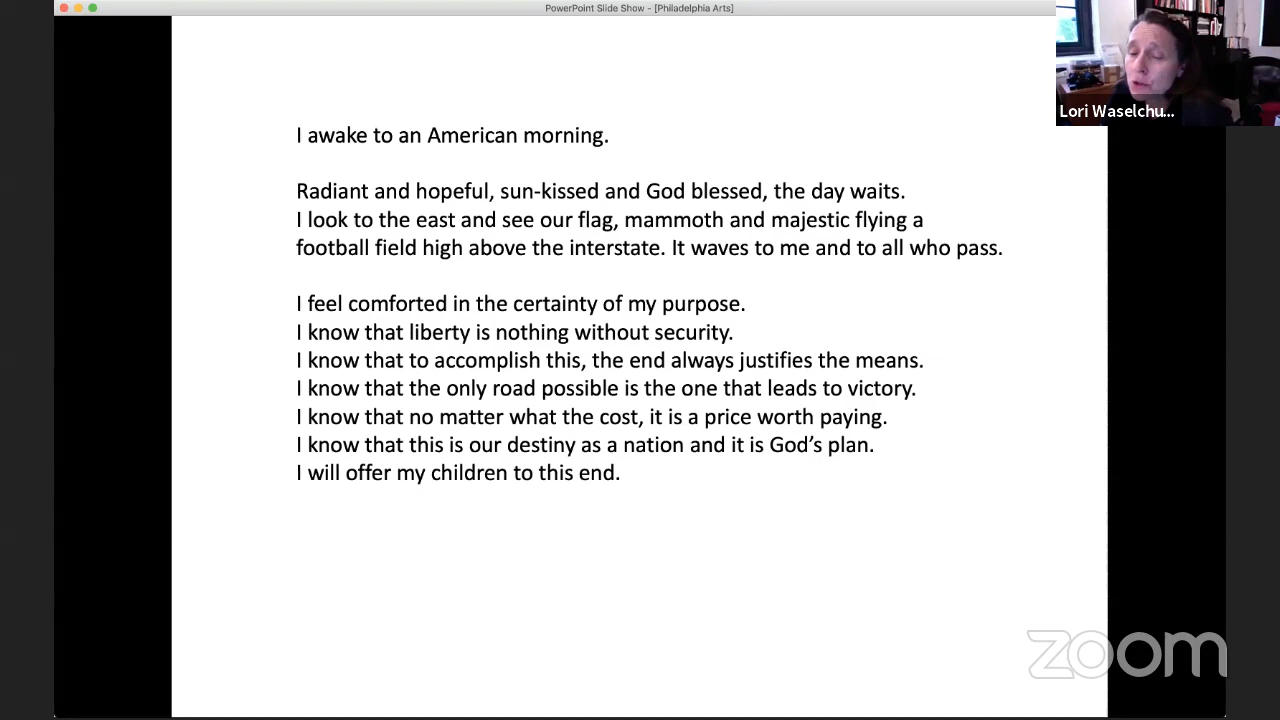 PowerPoint Slide Show - [Philadelphia Arts]
Lori Waselchu...
I awake to an American morning.
Radiant and hopeful, sun-kissed and God blessed, the day waits.
I look to the east and see our flag, mammoth and majestic flying a
football field high above the interstate. It waves to me and to all who pass.
I feel comforted in the certainty of my purpose.
I know that liberty is nothing without security.
I know that to accomplish this, the end always justifies the means.
I know that the only road possible is the one that leads to victory.
I know that no matter what the cost, it is a price worth paying.
I know that this is our destiny as a nation and it is God’s plan.
I will offer my children to this end.
zoom